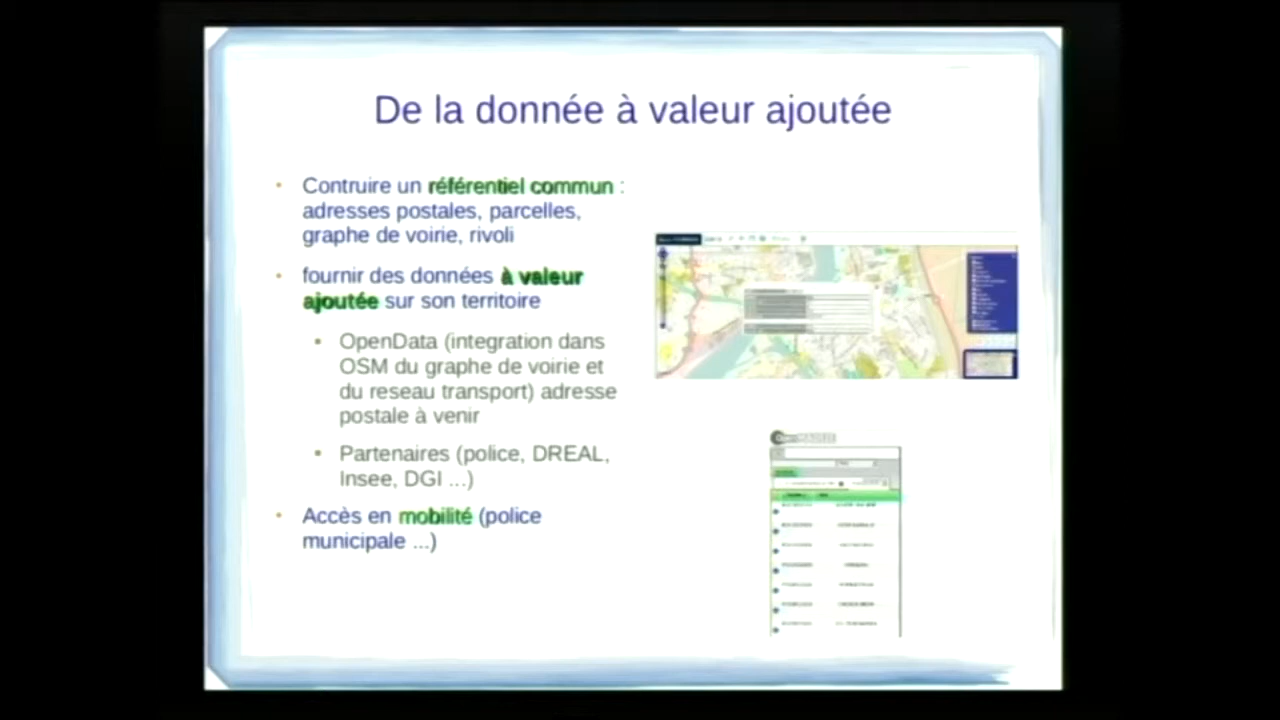 De la donnée à valeur ajoutée
• Contruire un référentiel commun :
adresses postales, parcelles,
graphe de voirie, rivoli
• fournir des données à valeur
ajoutée sur son territoire
• OpenData (integration dans
OSM du graphe de voirie et
du reseau transport) adresse
postale à venir
• Partenaires (police, DREAL,
Insee, DGI ...)
• Accès en mobilité (police
municipale ...)